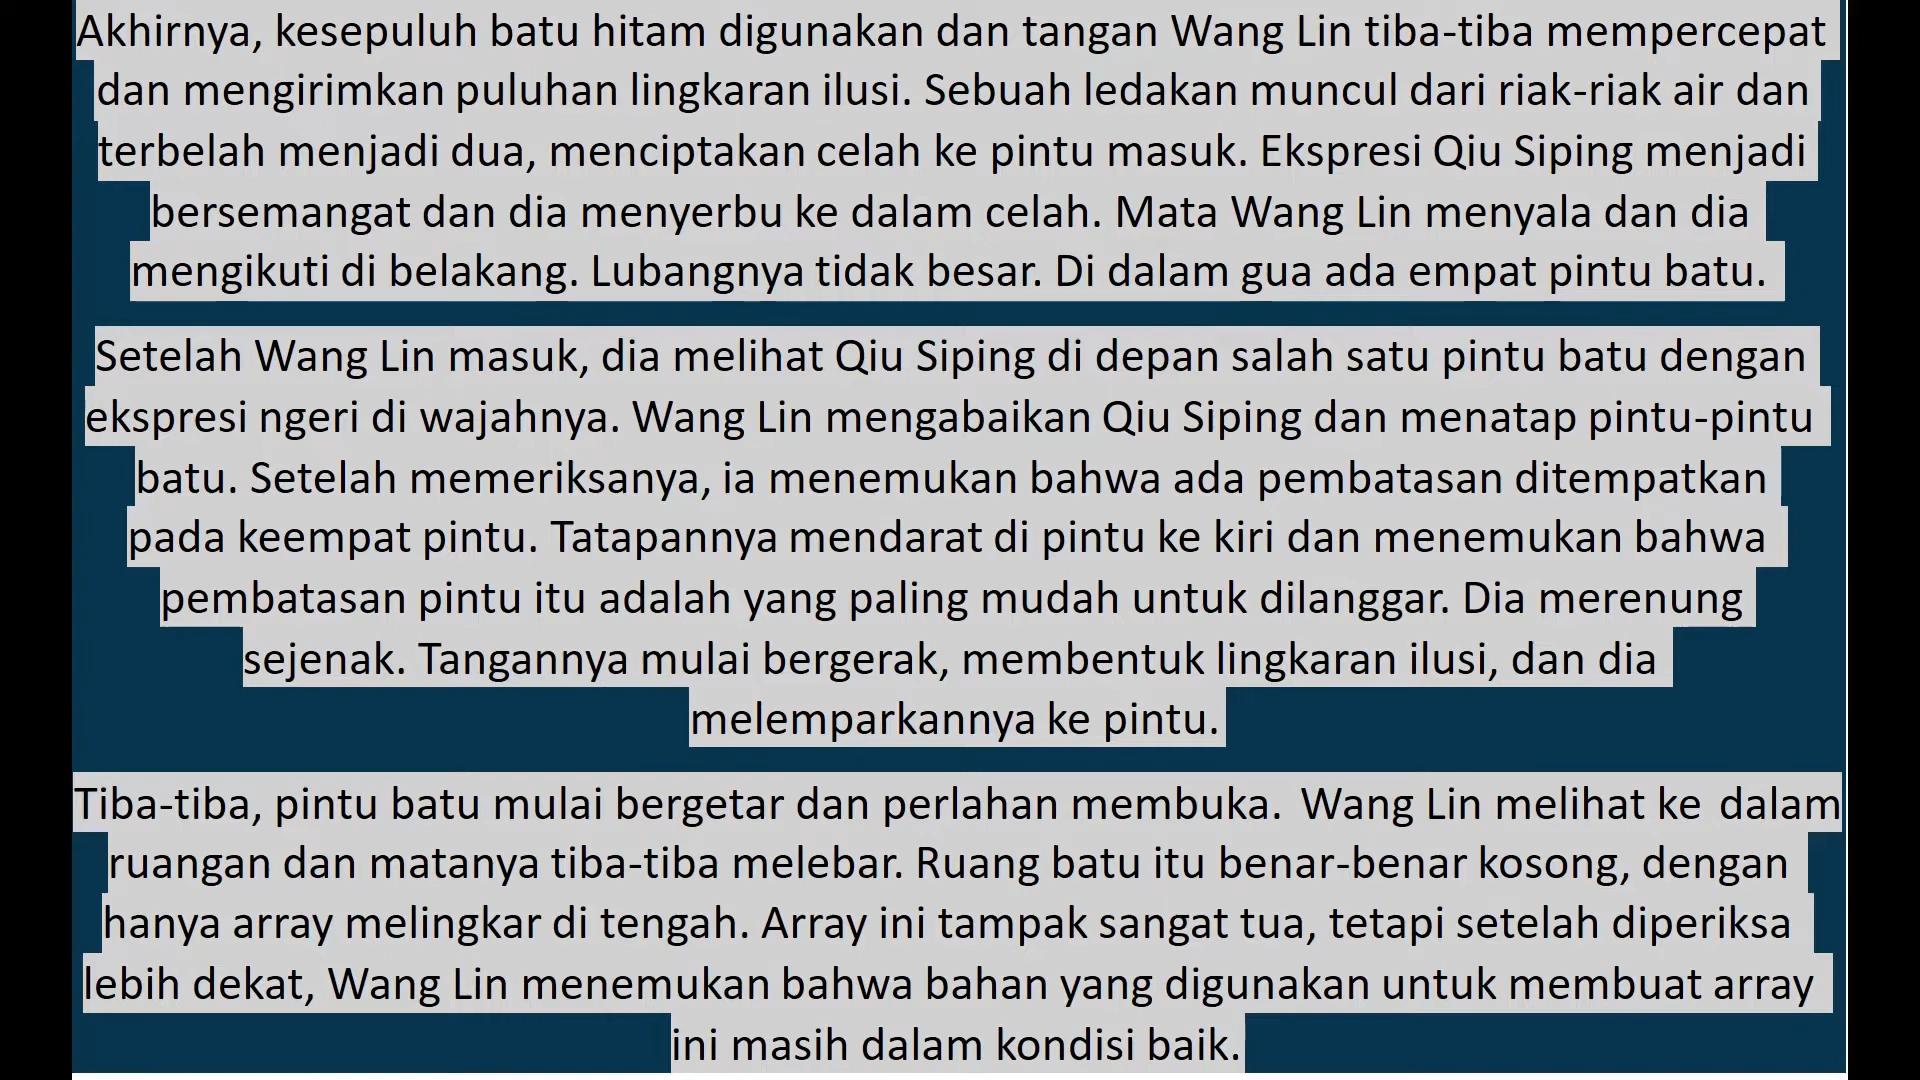 Akhirnya, kesepuluh batu hitam digunakan dan tangan Wang Lin tiba-tiba mempercepat
dan mengirimkan puluhan lingkaran ilusi. Sebuah ledakan muncul dari riak-riak air dan
terbelah menjadi dua, menciptakan celah ke pintu masuk. Ekspresi Qiu Siping menjadi
bersemangat dan dia menyerbu ke dalam celah. Mata Wang Lin menyala dan dia
mengikuti di belakang. Lubangnya tidak besar. Di dalam gua ada empat pintu batu.
Setelah Wang Lin masuk, dia melihat Qiu Siping di depan salah satu pintu batu dengan
ekspresi ngeri di wajahnya. Wang Lin mengabaikan Qiu Siping dan menatap pintu-pintu
batu. Setelah memeriksanya, ia menemukan bahwa ada pembatasan ditempatkan
pada keempat pintu. Tatapannya mendarat di pintu ke kiri dan menemukan bahwa
pembatasan pintu itu adalah yang paling mudah untuk dilanggar. Dia merenung
sejenak. Tangannya mulai bergerak, membentuk lingkaran ilusi, dan dia
melemparkannya ke pintu.
Tiba-tiba, pintu batu mulai bergetar dan perlahan membuka. Wang Lin melihat ke dalam
ruangan dan matanya tiba-tiba melebar. Ruang batu itu benar-benar kosong, dengan
hanya array melingkar di tengah. Array ini tampak sangat tua, tetapi setelah diperiksa
lebih dekat, Wang Lin menemukan bahwa bahan yang digunakan untuk membuat array
ini masih dalam kondisi baik.